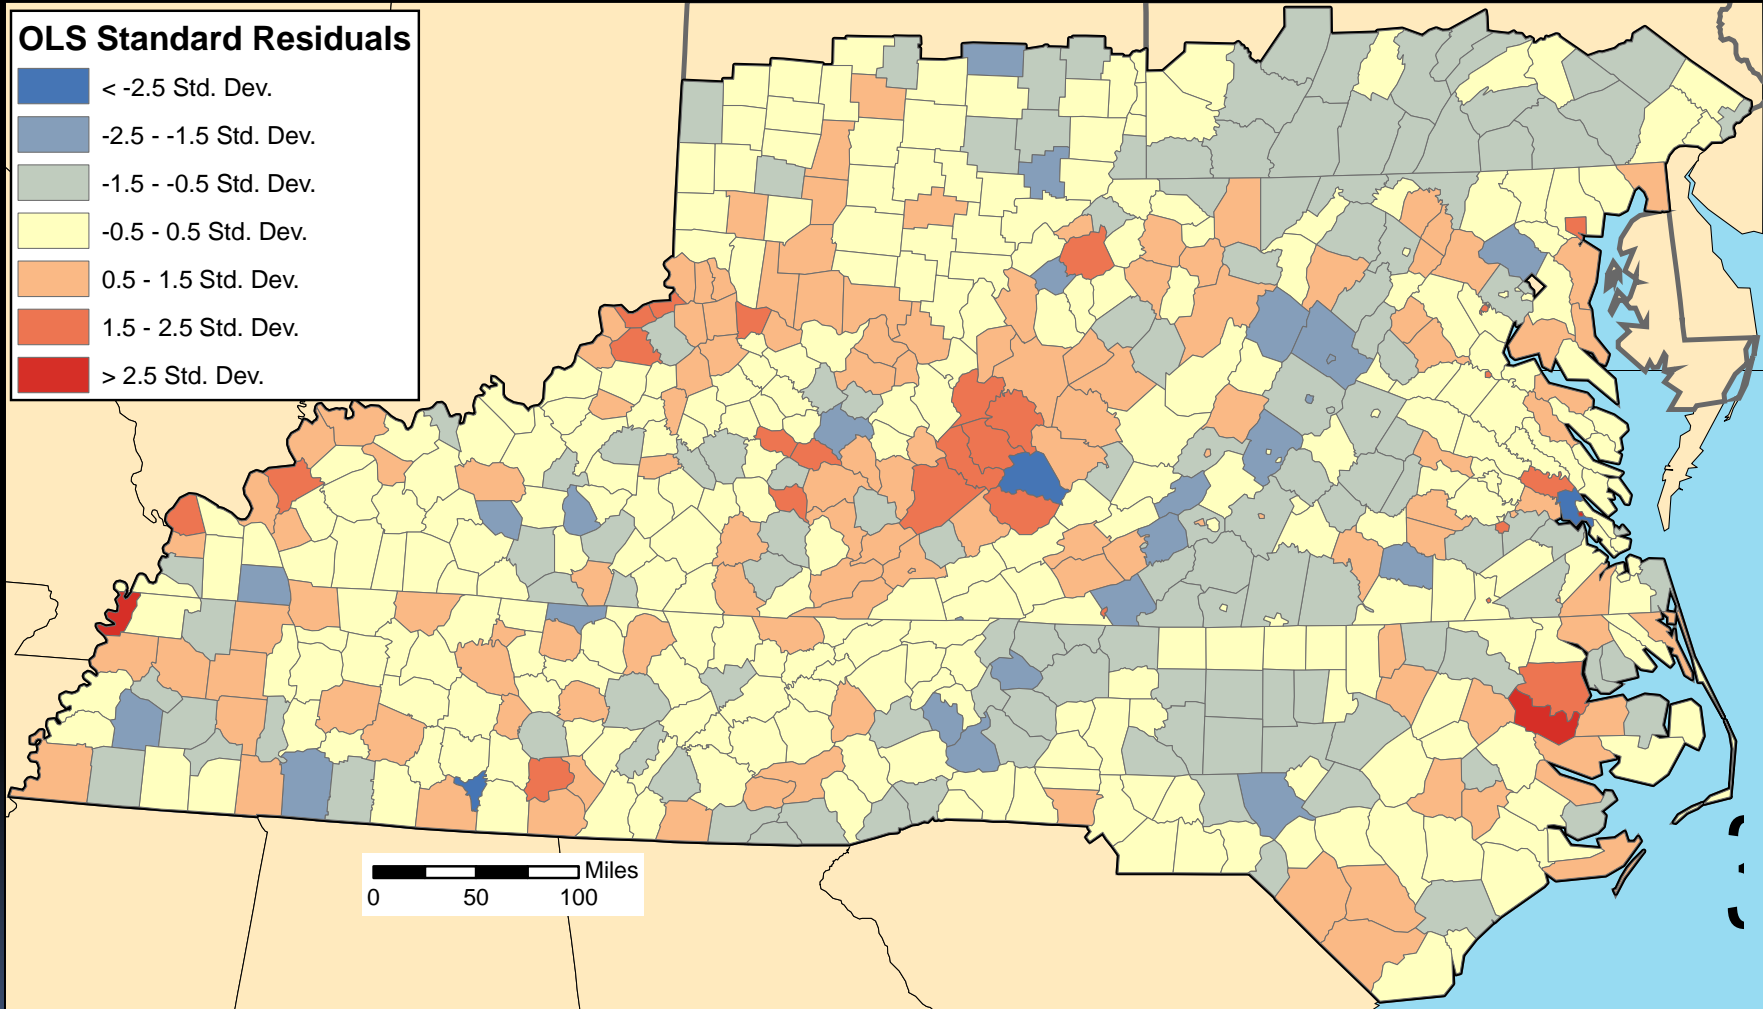 OLS Standard Residuals
< -2.5 Std. Dev.
-2.5 - -1.5 Std. Dev.
-1.5 - -0.5 Std. Dev.
-0.5 - 0.5 Std. Dev.
0.5 - 1.5 Std. Dev.
1.5 - 2.5 Std. Dev.
> 2.5 Std. Dev.
Miles
0 50 100